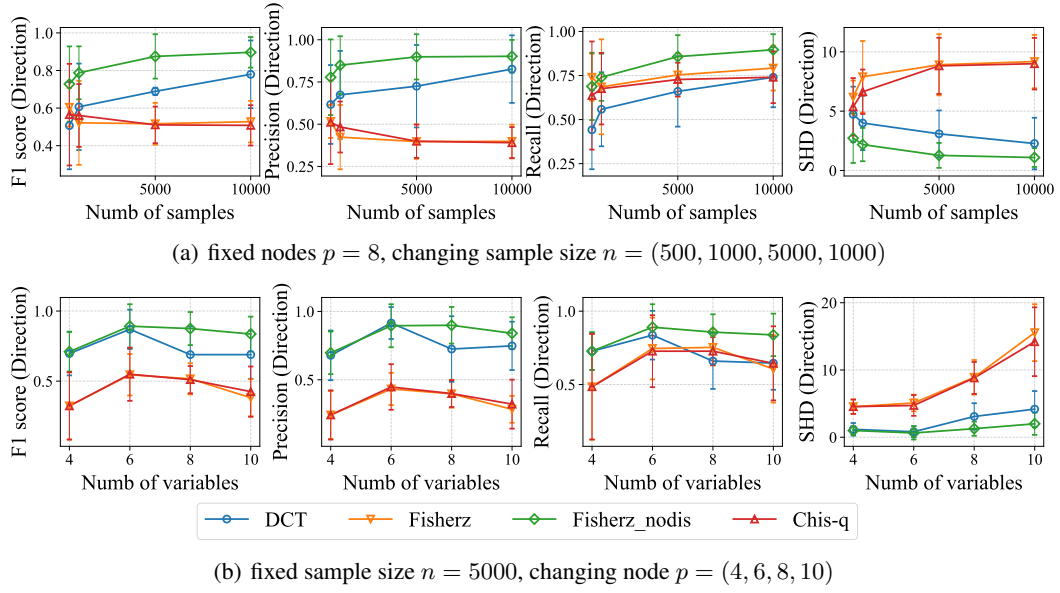 F1 score (Direction)
1.0
0.8
0.6
0.4
5000
10000
Numb of samples
Precision (Direction)
1.00
0.75
0.50
0.25
5000
10000
Numb of samples
Recall (Direction)
1.00
0.75
0.50
0.25
5000
10000
Numb of samples
SHD (Direction)
10
5
0
5000
10000
Numb of samples
(a) fixed nodes p = 8, changing sample size n = (500, 1000, 5000, 1000)
F1 score (Direction)
1.0
0.5
4
6
8
10
Numb of variables
Precision (Direction)
1.0
0.5
4
6
8
10
Numb of variables
Recall (Direction)
1.0
0.5
4
6
8
10
Numb of variables
SHD (Direction)
20
10
0
4
6
8
10
Numb of variables
DCT Fisherz Fisherz_nodis Chis-q
(b) fixed sample size n = 5000, changing node p = (4, 6, 8, 10)